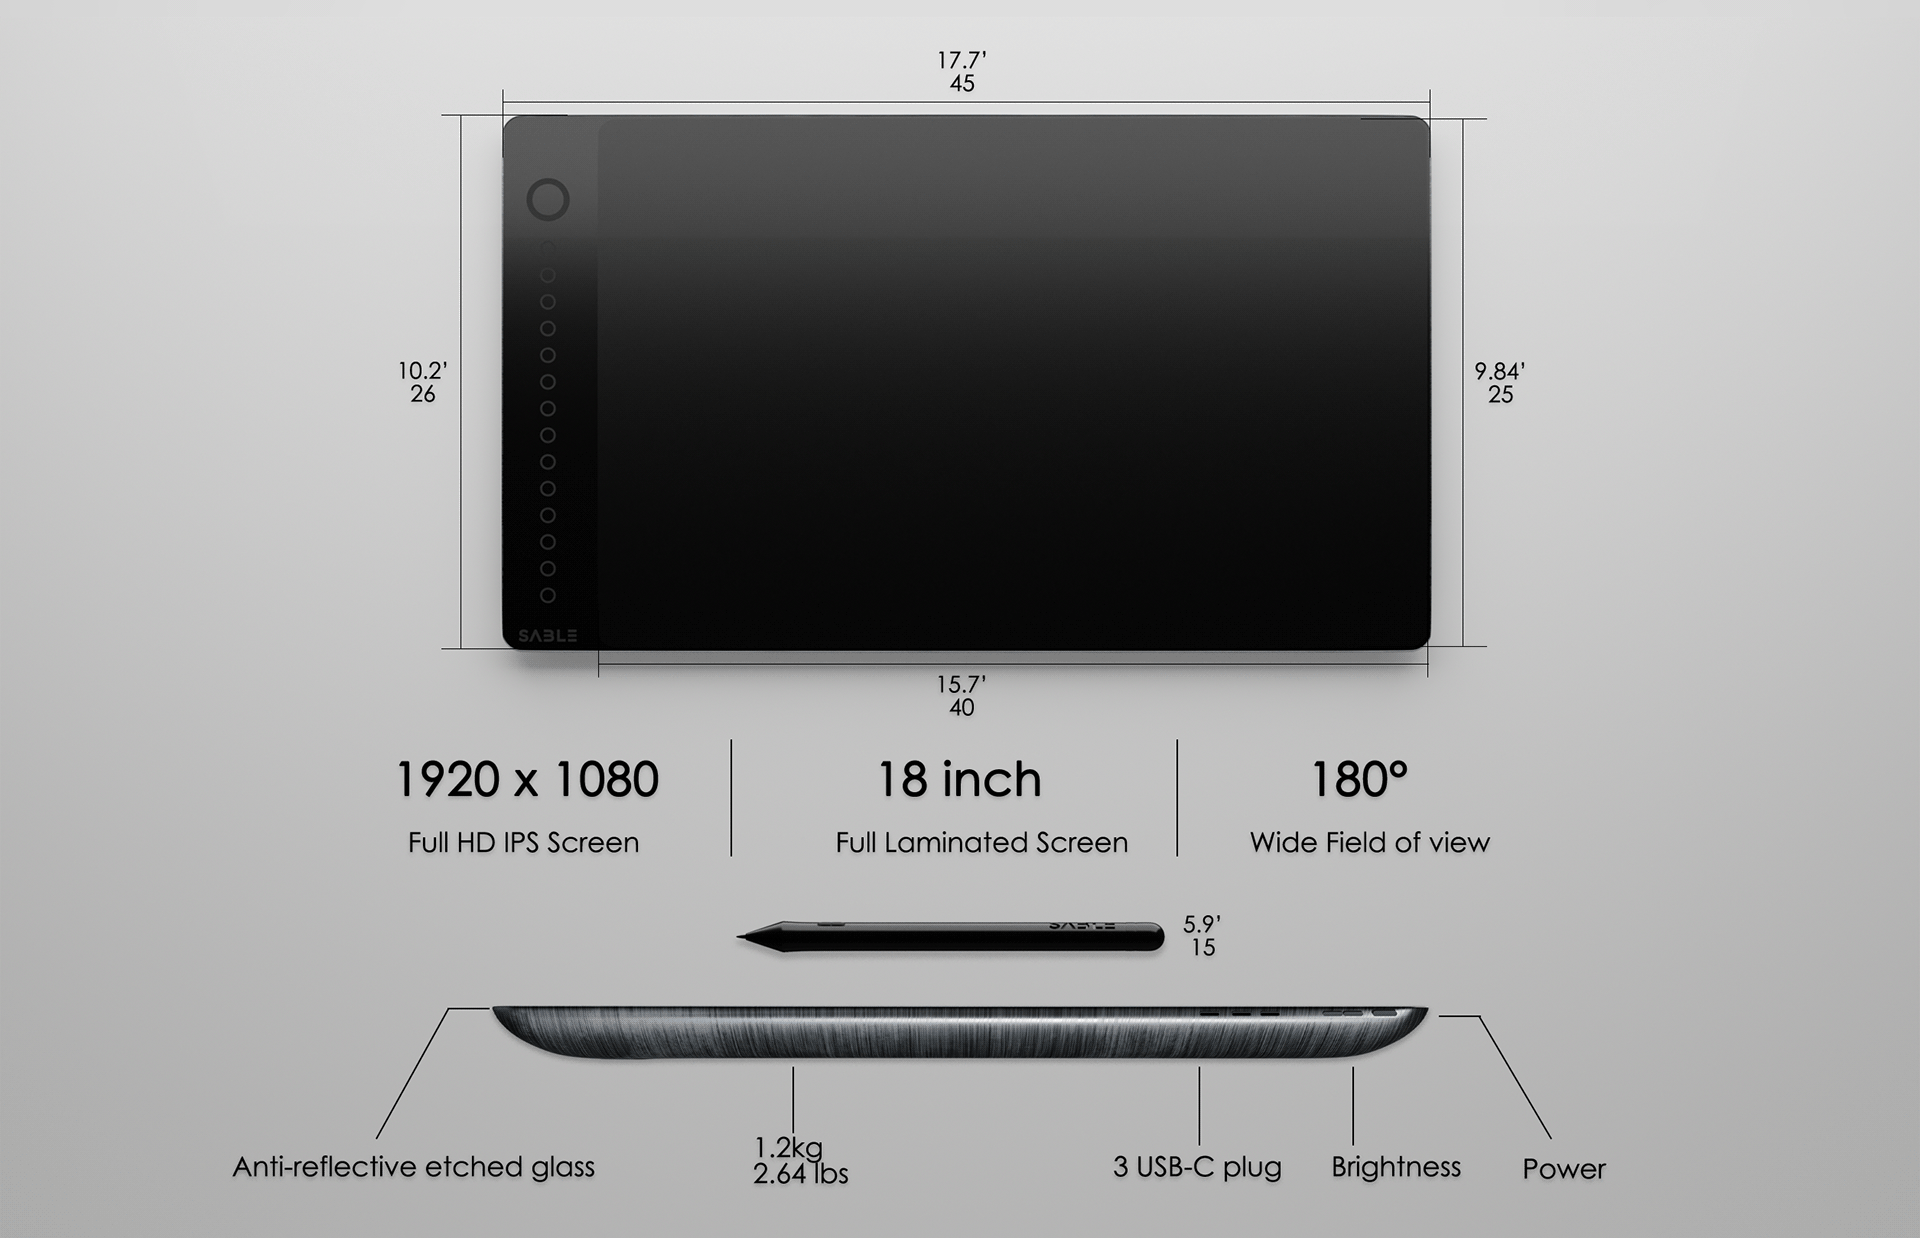 17.7’
45
10.2’
26
9.84’
25
SABLE
15.7’
40
1920 x 1080
Full HD IPS Screen
18 inch
Full Laminated Screen
180°
Wide Field of view
SABLE
5.9’
15
Anti-reflective etched glass
1.2kg
2.64 lbs
3 USB-C plug
Brightness
Power